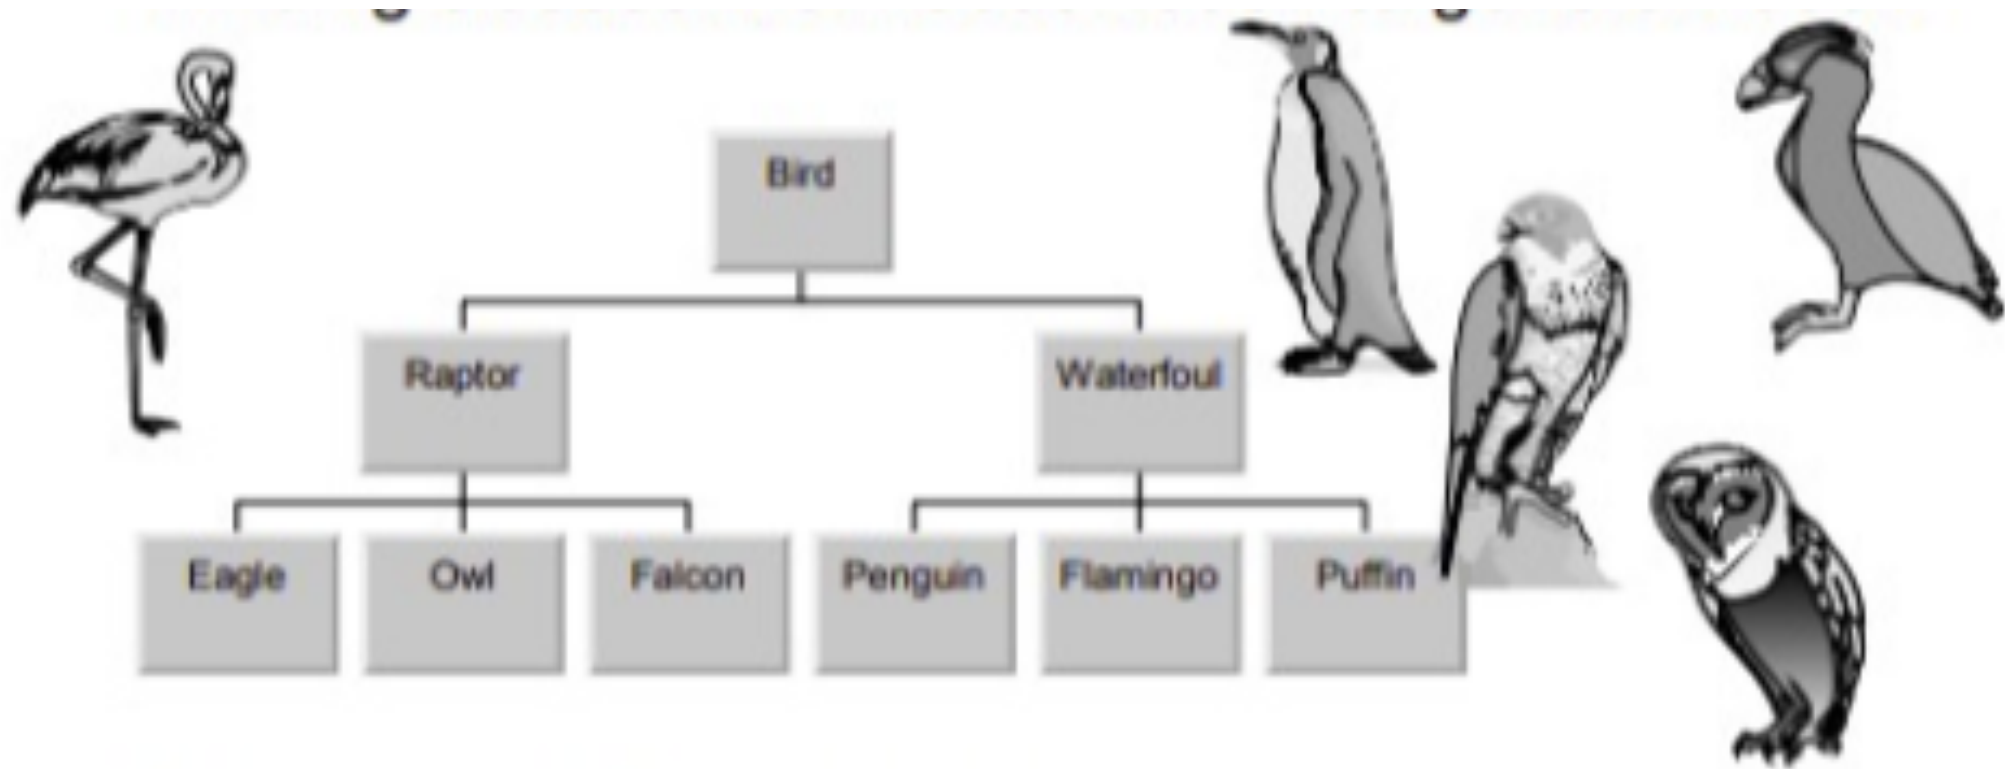 Bird
Raptor Waterfoul
Eagle Owl Falcon Penguin Flamingo Puffin